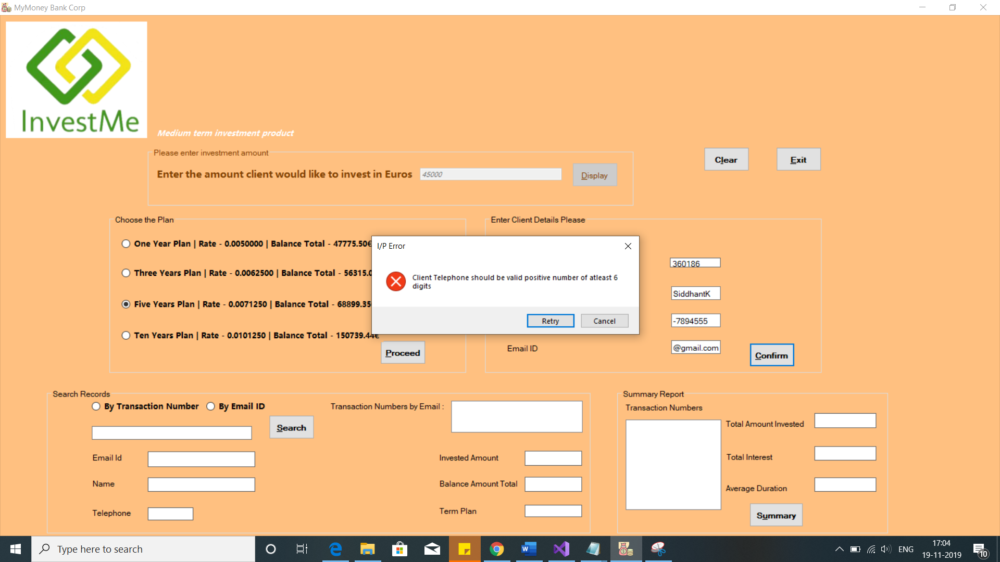 MyMoney Bank Corp
InvestMe
Medium term investment product
Please enter investment amount
Enter the amount client would like to invest in Euros
45000
Display
Clear
Exit
Choose the Plan
One Year Plan | Rate - 0.0050000 | Balance Total - 47775.50€
Three Years Plan | Rate - 0.0062500 | Balance Total - 56315.0
Five Years Plan | Rate - 0.0071250 | Balance Total - 68899.35
Ten Years Plan | Rate - 0.0101250 | Balance Total - 150739.44€
Proceed
Enter Client Details Please
360186
SiddhantK
-7894555
Email ID
@gmail.com
Confirm
I/P Error
Client Telephone should be valid positive number of atleast 6
digits
Retry
Cancel
Search Records
By Transaction Number
By Email ID
Search
Transaction Numbers by Email :
Email Id
Name
Telephone
Invested Amount
Balance Amount Total
Term Plan
Summary Report
Transaction Numbers
Total Amount Invested
Total Interest
Average Duration
Summary
Type here to search
ENG
17:04
19-11-2019
10